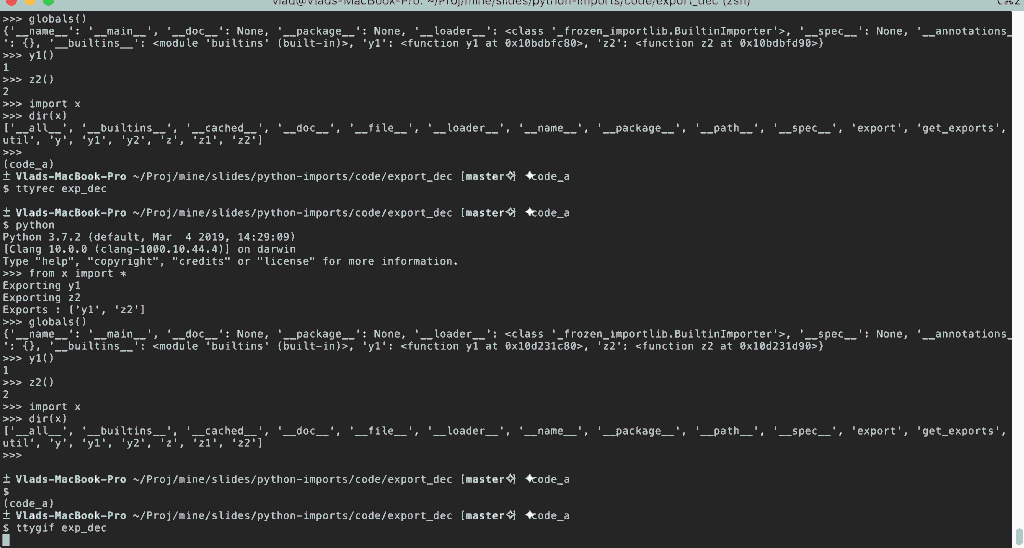 vlad@Vlads-MacBook-Pro: ~/Proj/mine/slides/python-imports/code/export_dec (zsh)
>>> globals()
{'__name__': '__main__', '__doc__': None, '__package__': None, '__loader__': <class '_frozen_importlib.BuiltinImporter'>, '__spec__': None, '__annotations_
': {}, '__builtins__': <module 'builtins' (built-in)>, 'y1': <function y1 at 0x10bdbfc80>, 'z2': <function z2 at 0x10bdbfd90>}
>>> y1()
1
>>> z2()
2
>>> import x
>>> dir(x)
['__all__', '__builtins__', '__cached__', '__doc__', '__file__', '__loader__', '__name__', '__package__', '__path__', '__spec__', 'export', 'get_exports', '
util', 'y', 'y1', 'y2', 'z', 'z1', 'z2']
>>>
(code_a)
± Vlads-MacBook-Pro ~/Proj/mine/slides/python-imports/code/export_dec [master✧] ✦code_a
$ ttyrec exp_dec
± Vlads-MacBook-Pro ~/Proj/mine/slides/python-imports/code/export_dec [master✧] ✦code_a
$ python
Python 3.7.2 (default, Mar  4 2019, 14:29:09)
[Clang 10.0.0 (clang-1000.10.44.4)] on darwin
Type "help", "copyright", "credits" or "license" for more information.
>>> from x import *
Exporting y1
Exporting z2
Exports : ['y1', 'z2']
>>> globals()
{'__name__': '__main__', '__doc__': None, '__package__': None, '__loader__': <class '_frozen_importlib.BuiltinImporter'>, '__spec__': None, '__annotations_
': {}, '__builtins__': <module 'builtins' (built-in)>, 'y1': <function y1 at 0x10d231c80>, 'z2': <function z2 at 0x10d231d90>}
>>> y1()
1
>>> z2()
2
>>> import x
>>> dir(x)
['__all__', '__builtins__', '__cached__', '__doc__', '__file__', '__loader__', '__name__', '__package__', '__path__', '__spec__', 'export', 'get_exports', '
util', 'y', 'y1', 'y2', 'z', 'z1', 'z2']
>>>
± Vlads-MacBook-Pro ~/Proj/mine/slides/python-imports/code/export_dec [master✧] ✦code_a
$
(code_a)
± Vlads-MacBook-Pro ~/Proj/mine/slides/python-imports/code/export_dec [master✧] ✦code_a
$ ttygif exp_dec